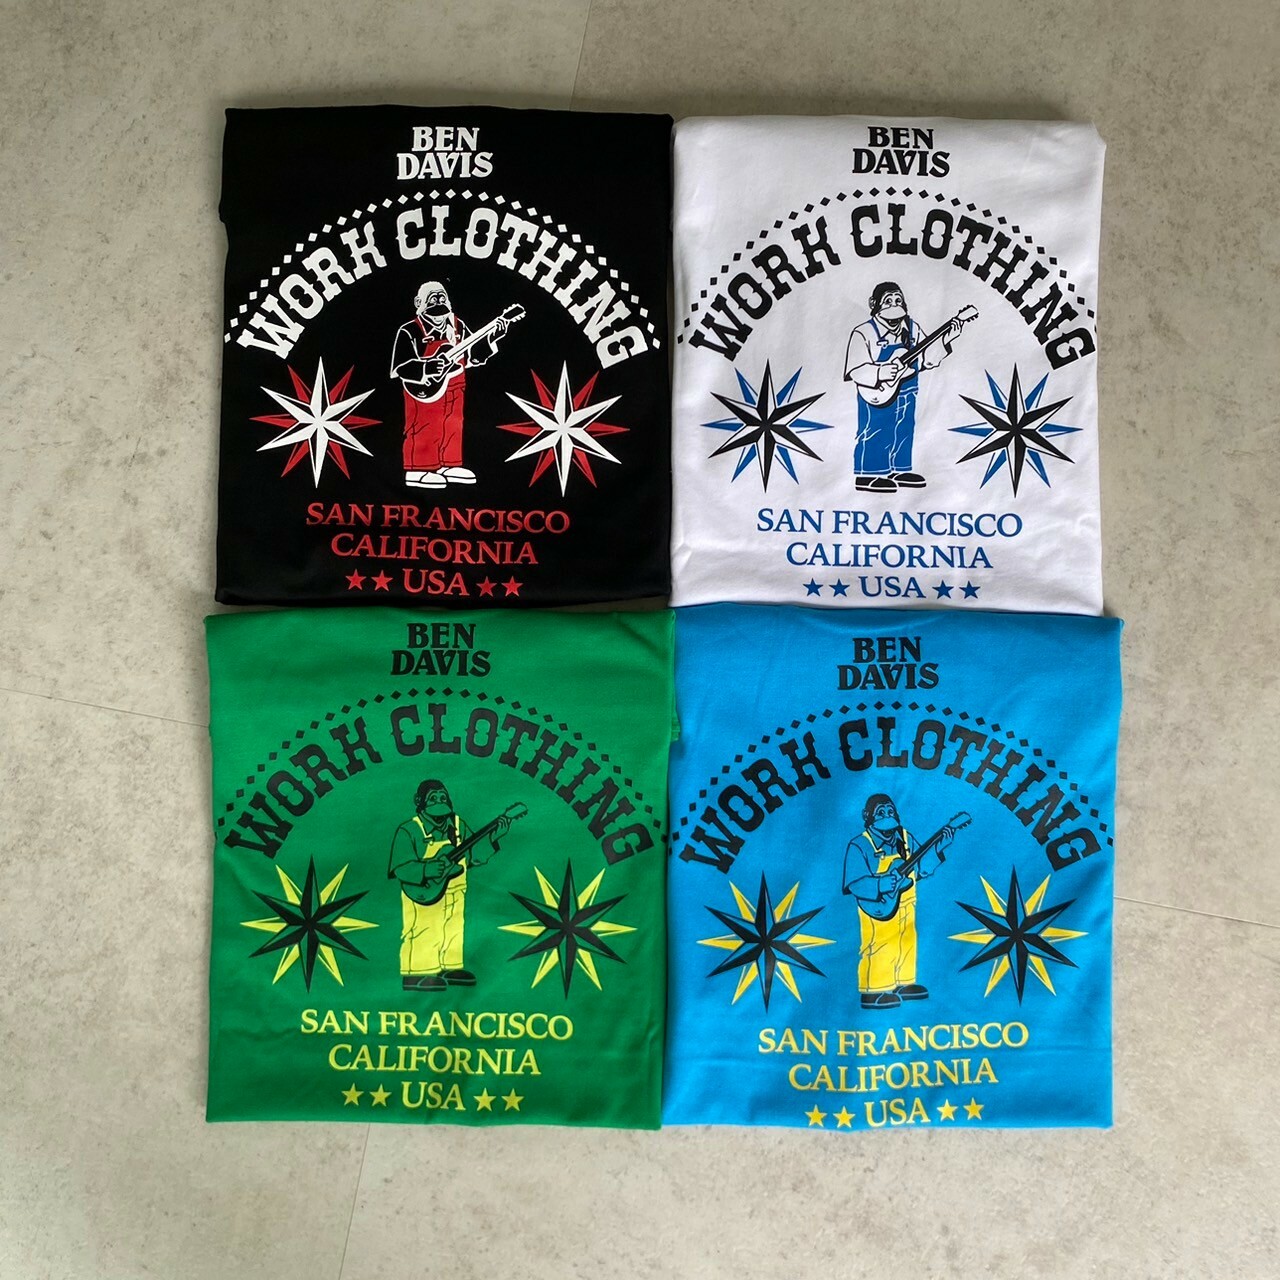 BEN
DAVIS
WORK CLOTHING
SAN FRANCISCO
CALIFORNIA
★★ USA ★★
BEN
DAVIS
WORK CLOTHING
SAN FRANCISCO
CALIFORNIA
★★ USA ★★
BEN
DAVIS
WORK CLOTHING
SAN FRANCISCO
CALIFORNIA
★★ USA ★★
BEN
DAVIS
WORK CLOTHING
SAN FRANCISCO
CALIFORNIA
★★ USA ★★